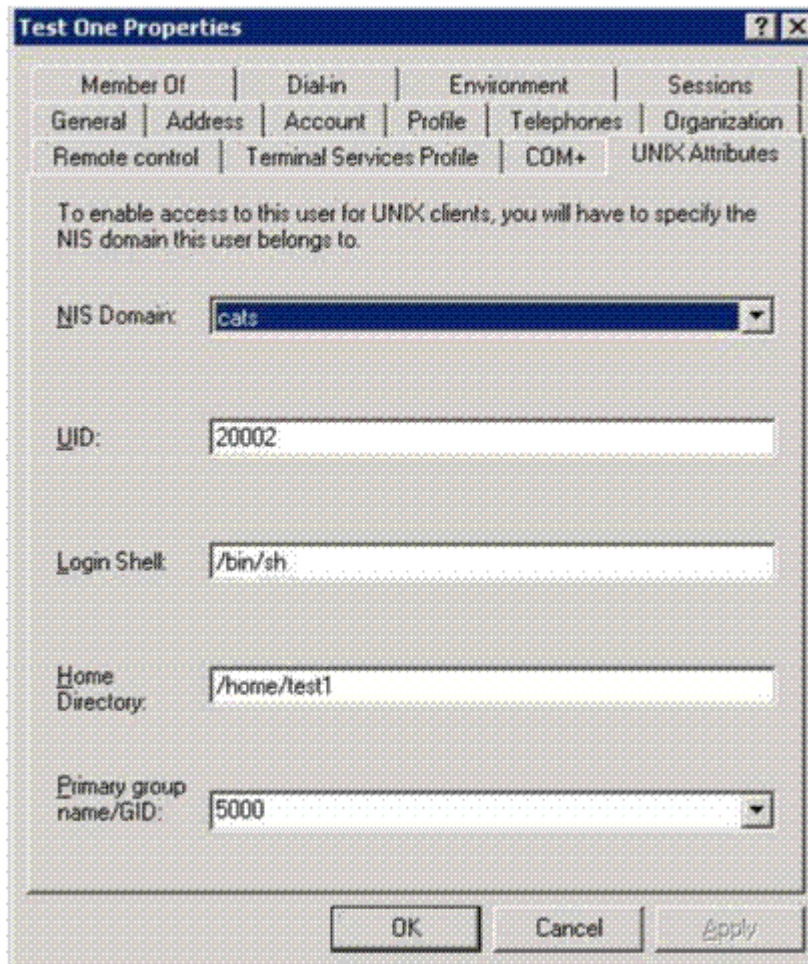 Test One Properties
Member Of Dial-in Environment Sessions
General Address Account Profile Telephones Organization
Remote control Terminal Services Profile COM+ UNIX Attributes
To enable access to this user for UNIX clients, you will have to specify the
NIS domain this user belongs to.
NIS Domain: cats
UID: 20002
Login Shell: /bin/sh
Home
Directory: /home/test1
Primary group
name/GID: 5000
OK Cancel Apply